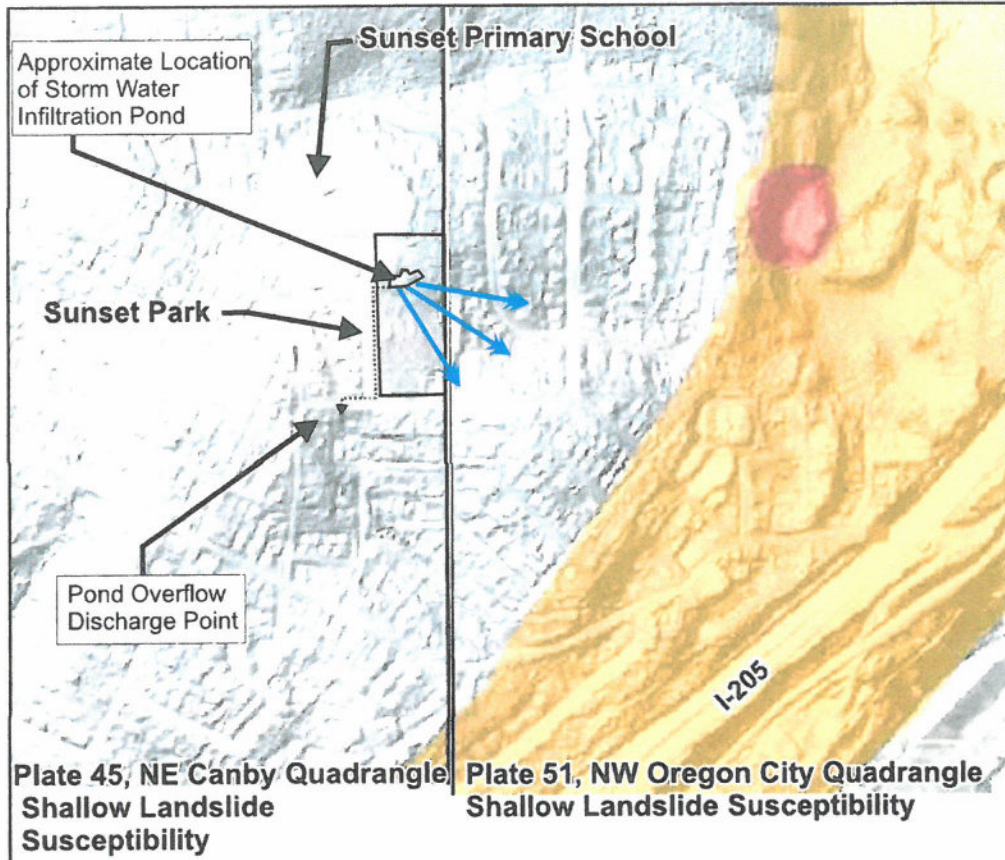 Sunset Primary School
Approximate Location
of Storm Water
Infiltration Pond
Sunset Park
Pond Overflow
Discharge Point
I-205
Plate 45, NE Canby Quadrangle
Shallow Landslide
Susceptibility
Plate 51, NW Oregon City Quadrangle
Shallow Landslide Susceptibility